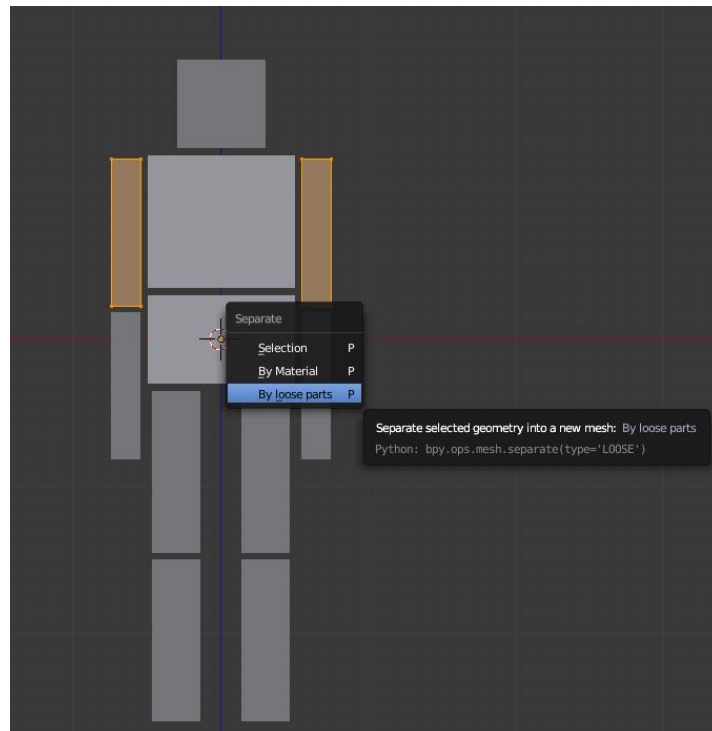 Separate
Selection P
By Material P
By loose parts P
Separate selected geometry into a new mesh: By loose parts
Python: bpy.ops.mesh.separate(type='LOOSE')